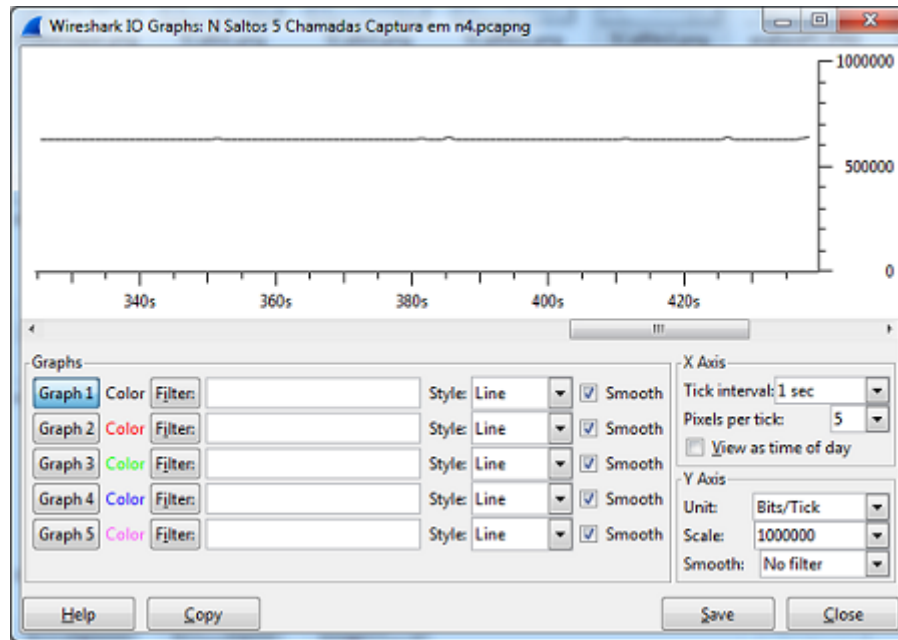 Wireshark IO Graphs: N Saltos 5 Chamadas Captura em n4.pcapng
1000000
500000
0
340s 360s 380s 400s 420s
Graphs
Graph 1 Color Filter: Style: Line Smooth
Graph 2 Color Filter: Style: Line Smooth
Graph 3 Color Filter: Style: Line Smooth
Graph 4 Color Filter: Style: Line Smooth
Graph 5 Color Filter: Style: Line Smooth
X Axis
Tick interval: 1 sec
Pixels per tick: 5
View as time of day
Y Axis
Unit: Bits/Tick
Scale: 1000000
Smooth: No filter
Help Copy Save Close